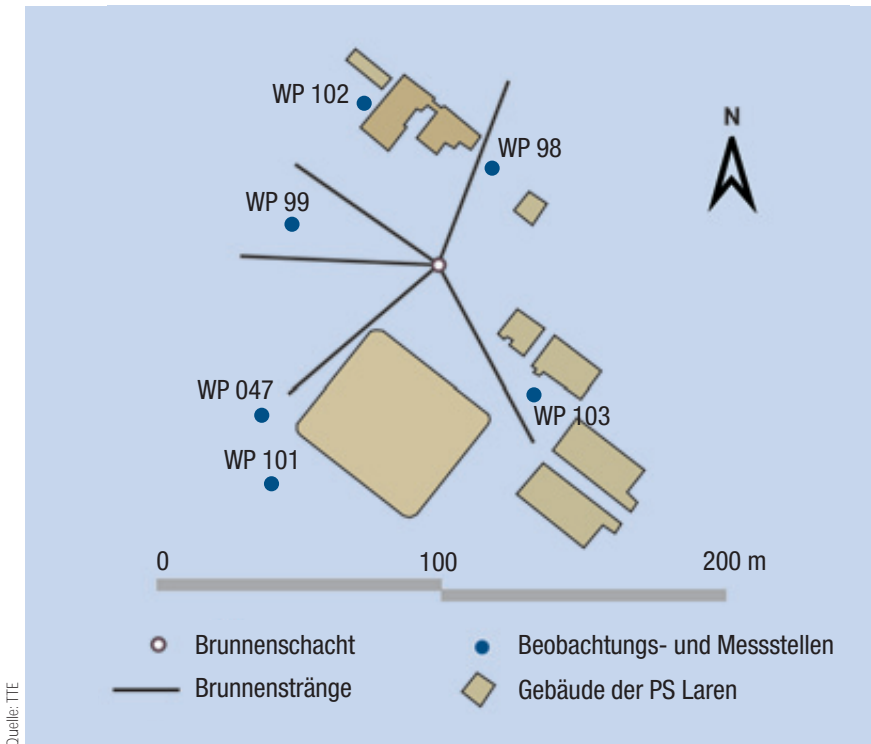 WP 102
N
WP 98
WP 99
WP 047
WP 103
WP 101
0 100 200 m
Brunnenschacht
Beobachtungs- und Messstellen
Brunnenstränge
Gebäude der PS Laren
Quelle: TTE